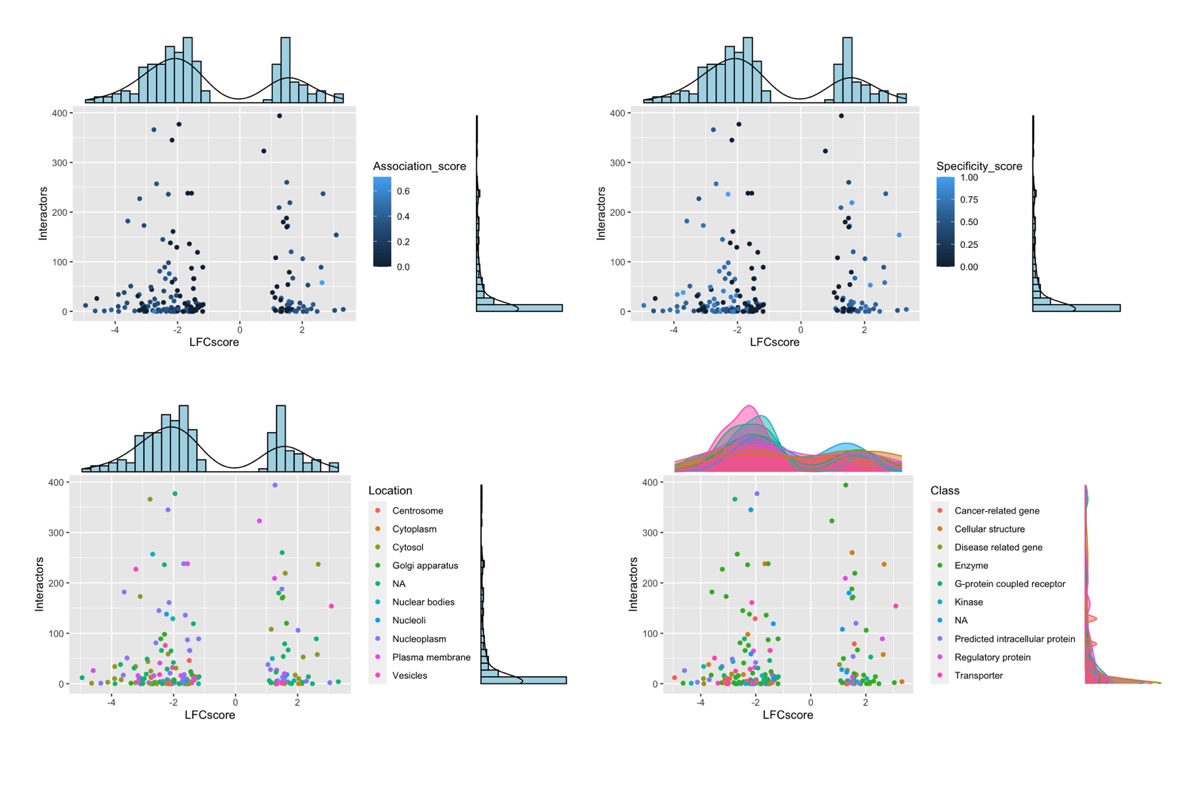 400
300
200
100
0
Interactors
-4
-2
0
2
LFCscore
Association_score
0.6
0.4
0.2
0.0
400
300
200
100
0
Interactors
-4
-2
0
2
LFCscore
Specificity_score
1.00
0.75
0.50
0.25
0.00
400
300
200
100
0
Interactors
-4
-2
0
2
LFCscore
Location
Centrosome
Cytoplasm
Cytosol
Golgi apparatus
NA
Nuclear bodies
Nucleoli
Nucleoplasm
Plasma membrane
Vesicles
400
300
200
100
0
Interactors
-4
-2
0
2
LFCscore
Class
Cancer-related gene
Cellular structure
Disease related gene
Enzyme
G-protein coupled receptor
Kinase
NA
Predicted intracellular protein
Regulatory protein
Transporter